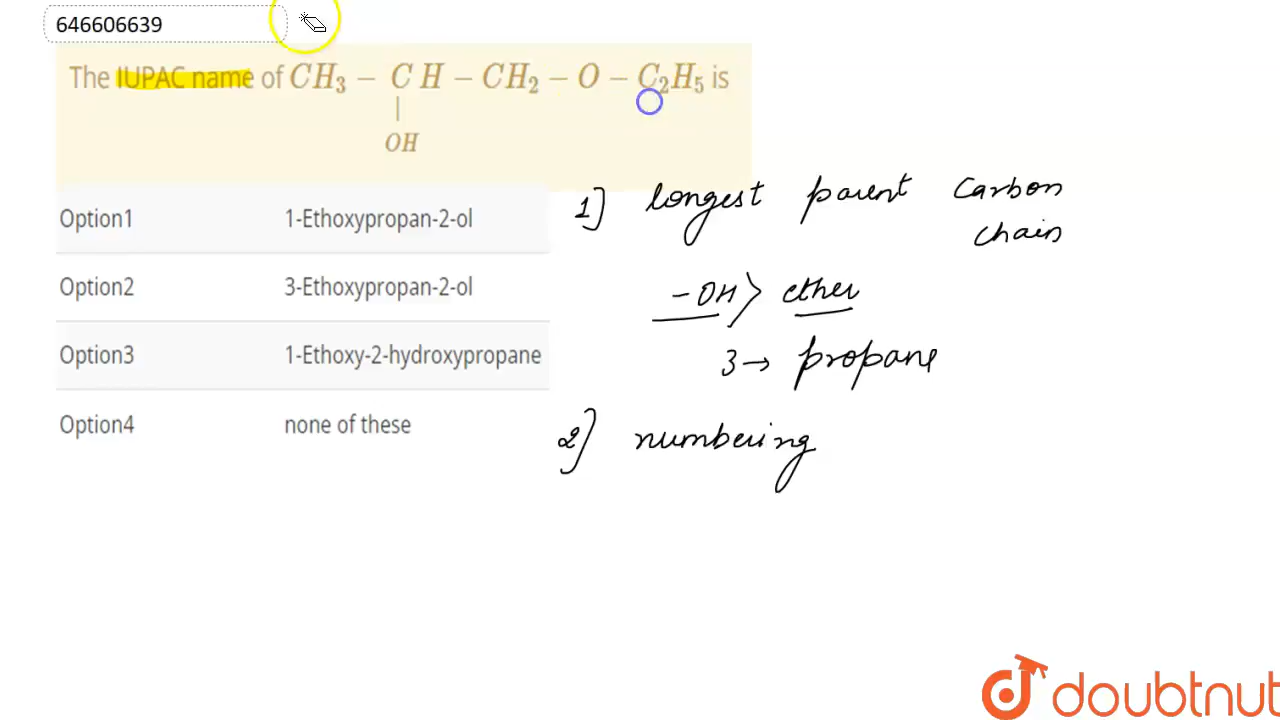 646606639
The IUPAC name of CH₃ − C H − CH₂ − O − C₂H₅ is
|
OH
Option1 1-Ethoxypropan-2-ol
Option2 3-Ethoxypropan-2-ol
Option3 1-Ethoxy-2-hydroxypropane
Option4 none of these
1] longest parent carbon
chain
-OH > ether
3 → propane
2] numbering
doubtnut